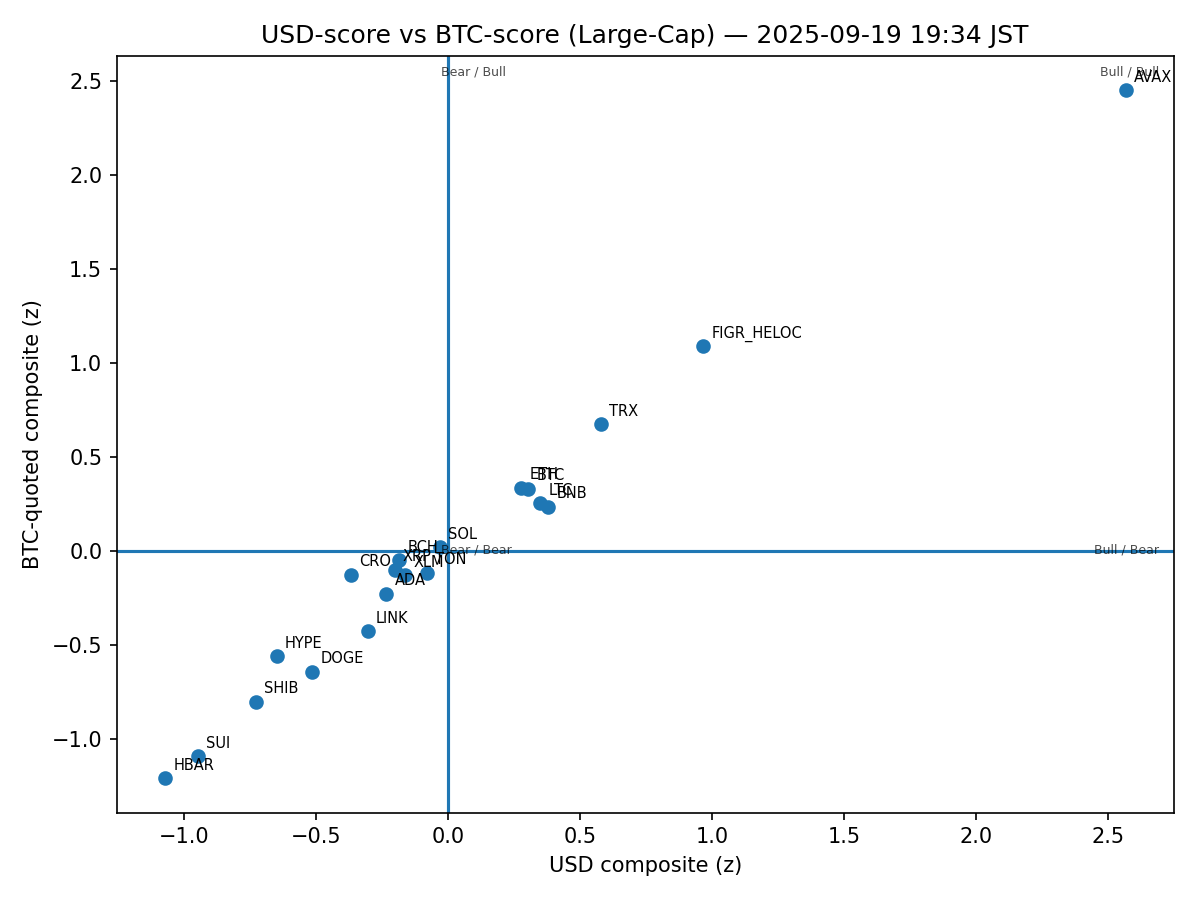 USD-score vs BTC-score (Large-Cap) — 2025-09-19 19:34 JST
Bear / Bull
Bull / Bull
AVAX
FIGR_HELOC
TRX
ETH
BTC
LTC
BNB
SOL
BCH
Bear / Bear
Bull / Bear
XRP
TON
CRO
XLM
ADA
LINK
HYPE
DOGE
SHIB
SUI
HBAR
2.5
2.0
1.5
1.0
0.5
0.0
−0.5
−1.0
BTC-quoted composite (z)
−1.0
−0.5
0.0
0.5
1.0
1.5
2.0
2.5
USD composite (z)